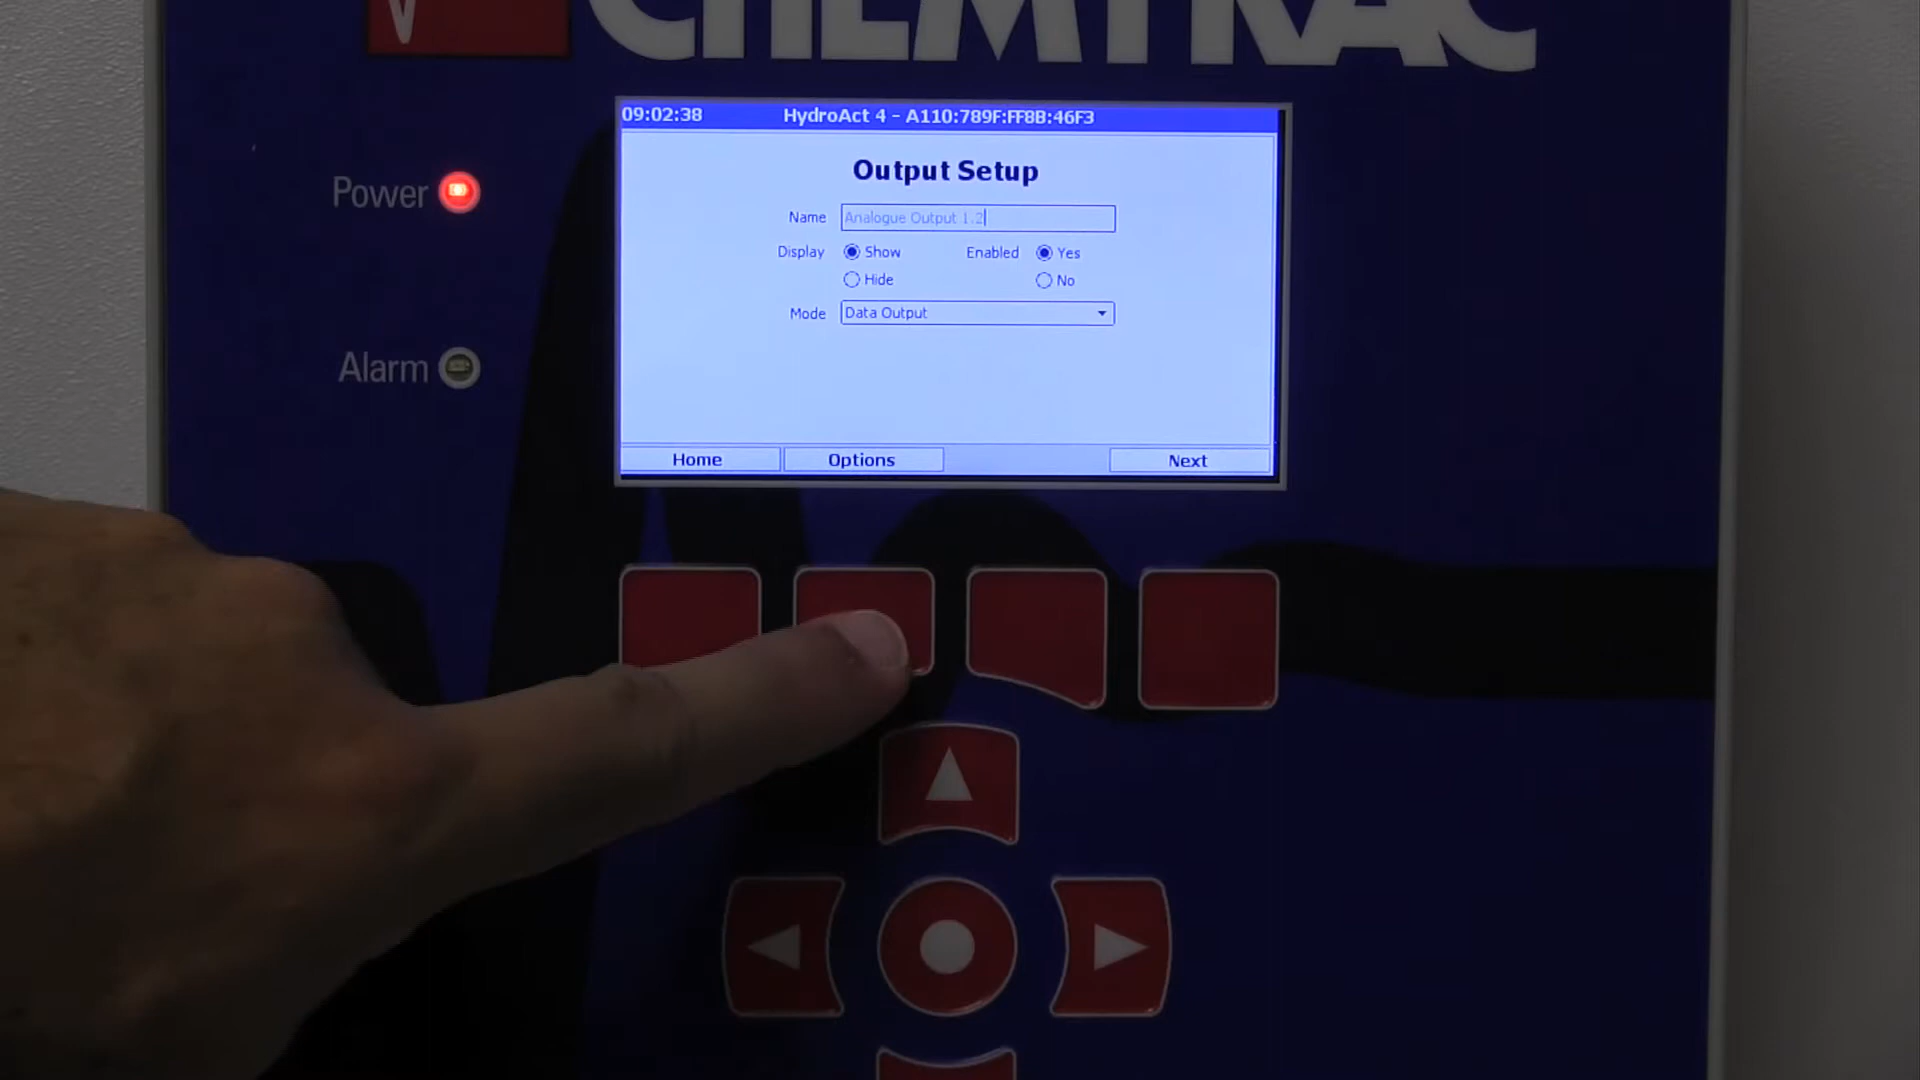 CHEMTRAC
09:02:38 HydroAct 4 - A110:789F:FF8B:46F3
Output Setup
Name Analogue Output 1.2
Display Show Enabled Yes
Hide No
Mode Data Output
Home Options Next
Power
Alarm